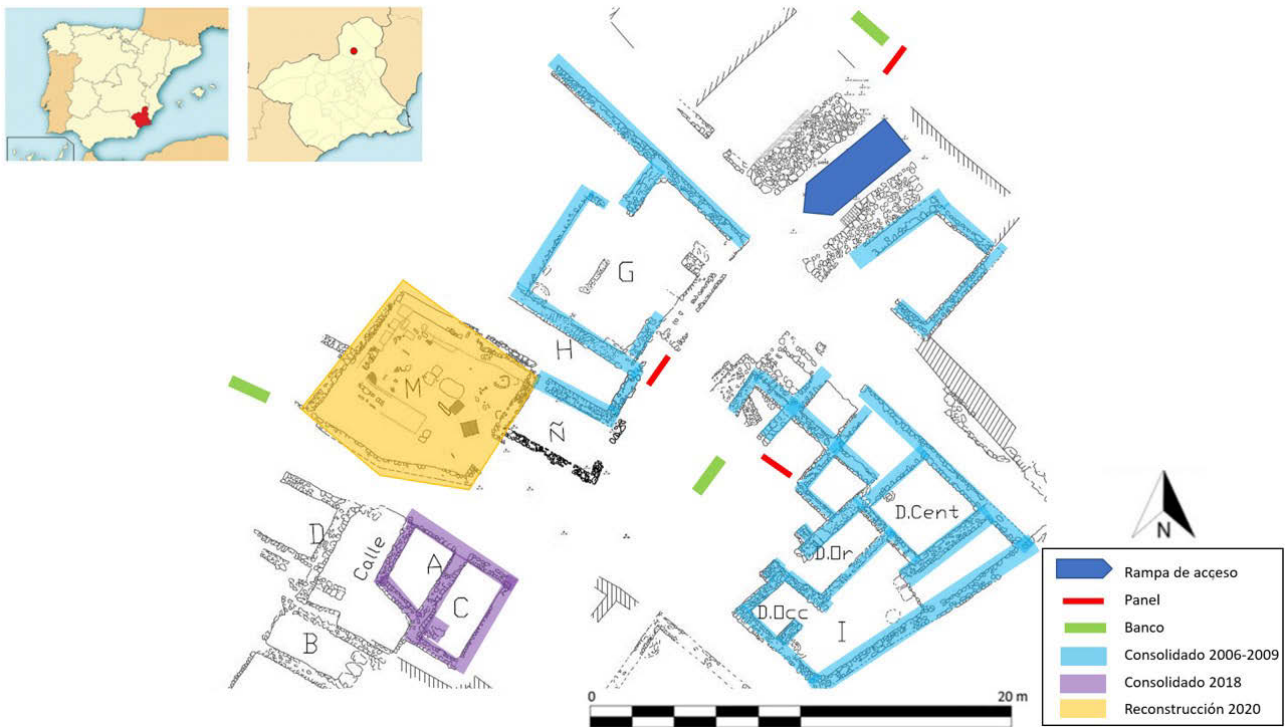 G
H
M
Ñ
D.Cent
D
Calle
A
D.Or
C
D.Occ
I
B
N
Rampa de acceso
Panel
Banco
Consolidado 2006-2009
Consolidado 2018
Reconstrucción 2020
0
20 m